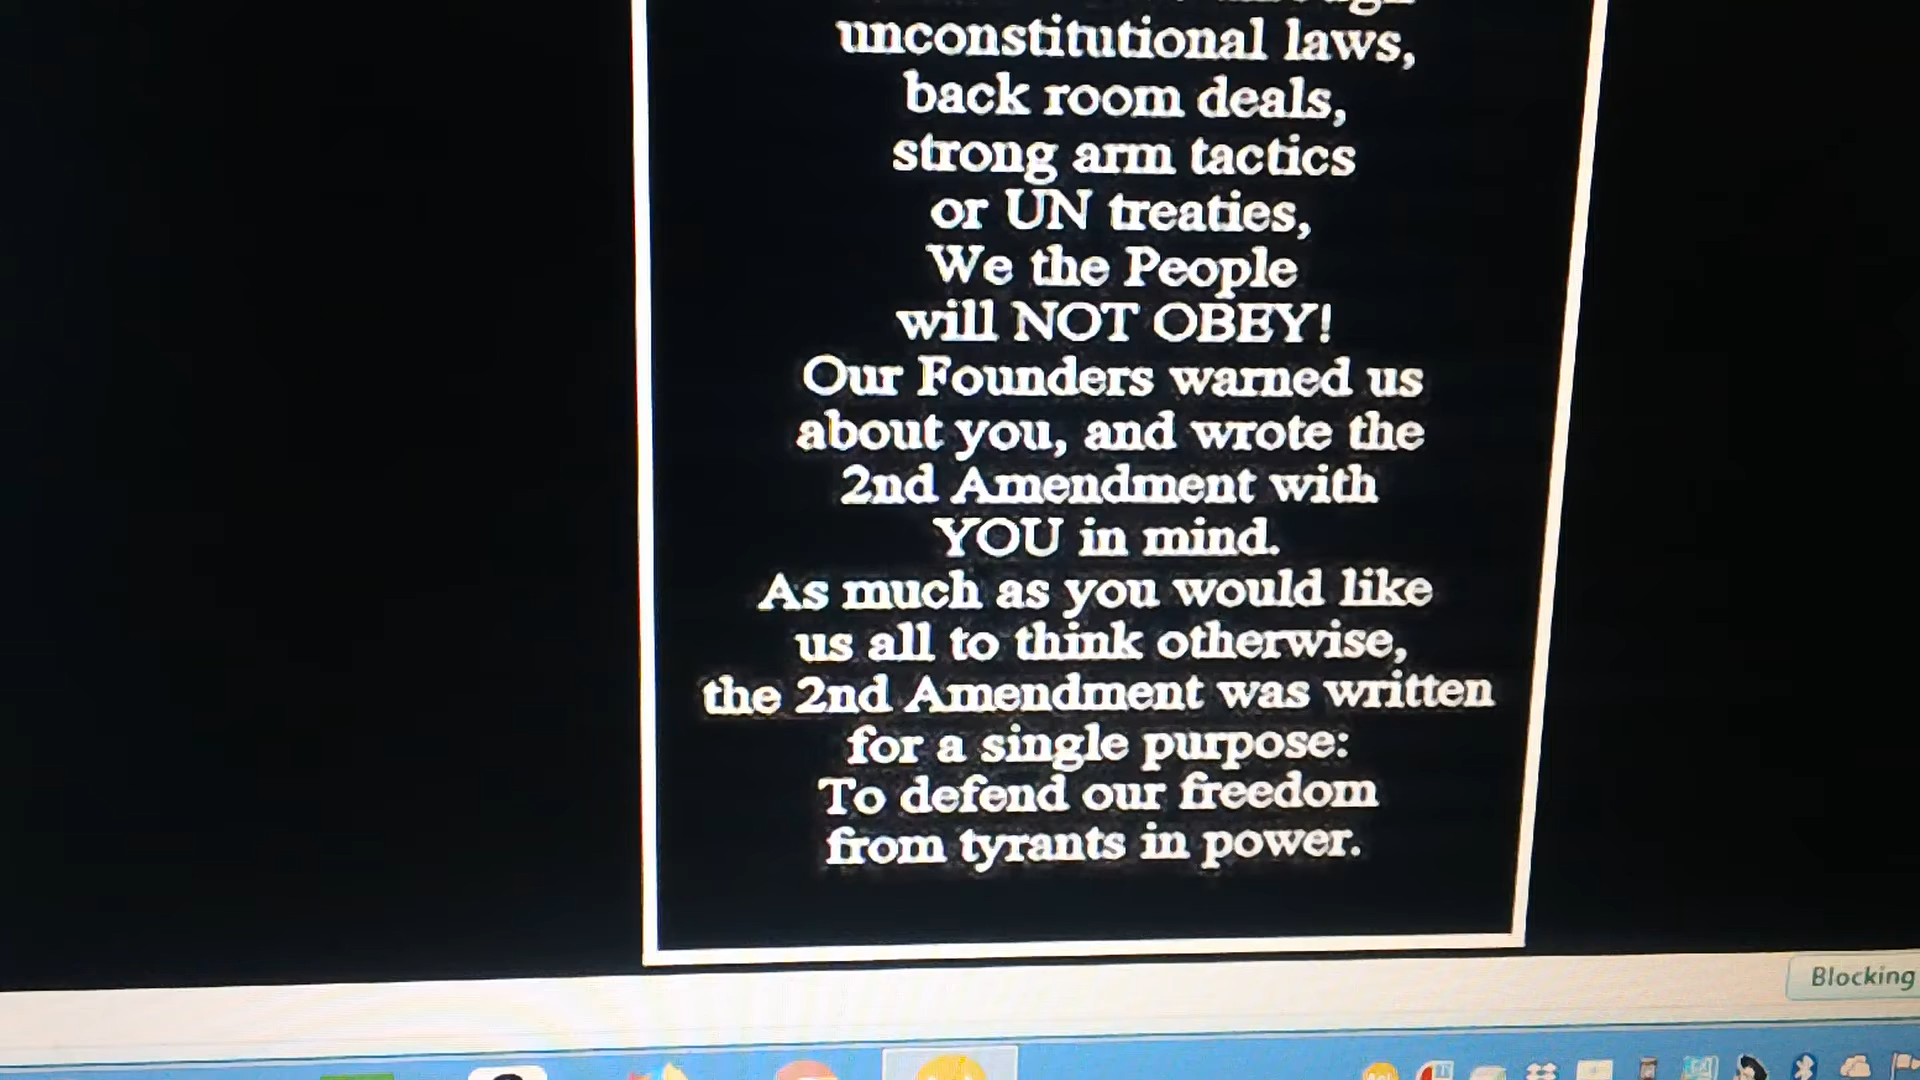 unconstitutional laws,
back room deals,
strong arm tactics
or UN treaties,
We the People
will NOT OBEY!
Our Founders warned us
about you, and wrote the
2nd Amendment with
YOU in mind.
As much as you would like
us all to think otherwise,
the 2nd Amendment was written
for a single purpose:
To defend our freedom
from tyrants in power.
Blocking